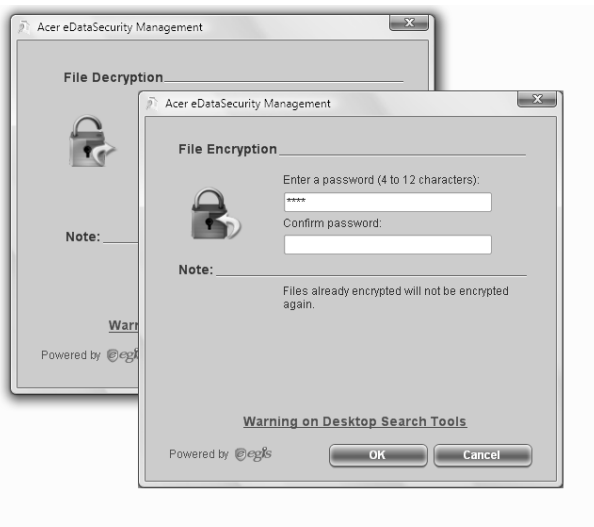 Acer eDataSecurity Management
File Decryption
Note:
Powered by
Acer eDataSecurity Management
File Encryption
Enter a password (4 to 12 characters):
****
Confirm password:
Note:
Files already encrypted will not be encrypted
again.
Warning on Desktop Search Tools
Powered by egis
OK
Cancel